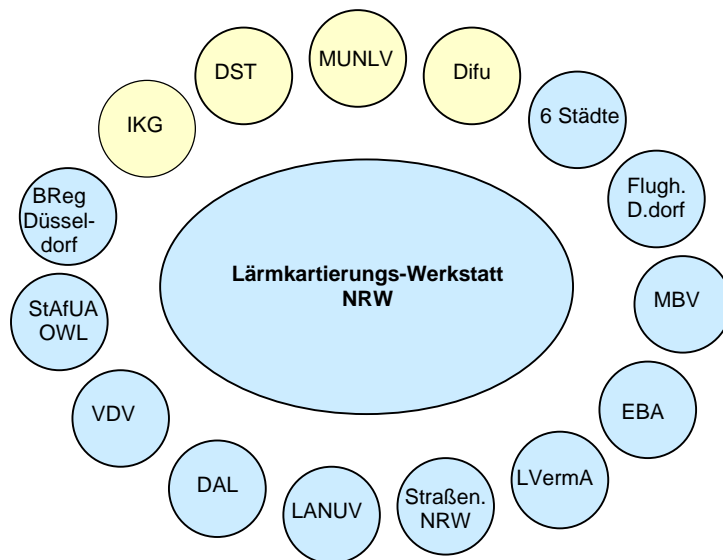 MUNLV
DST
Difu
IKG
6 Städte
BReg
Düssel-
dorf
Flugh.
D.dorf
Lärmkartierungs-Werkstatt
NRW
StAfUA
OWL
MBV
VDV
EBA
DAL
LVermA
LANUV
Straßen.
NRW